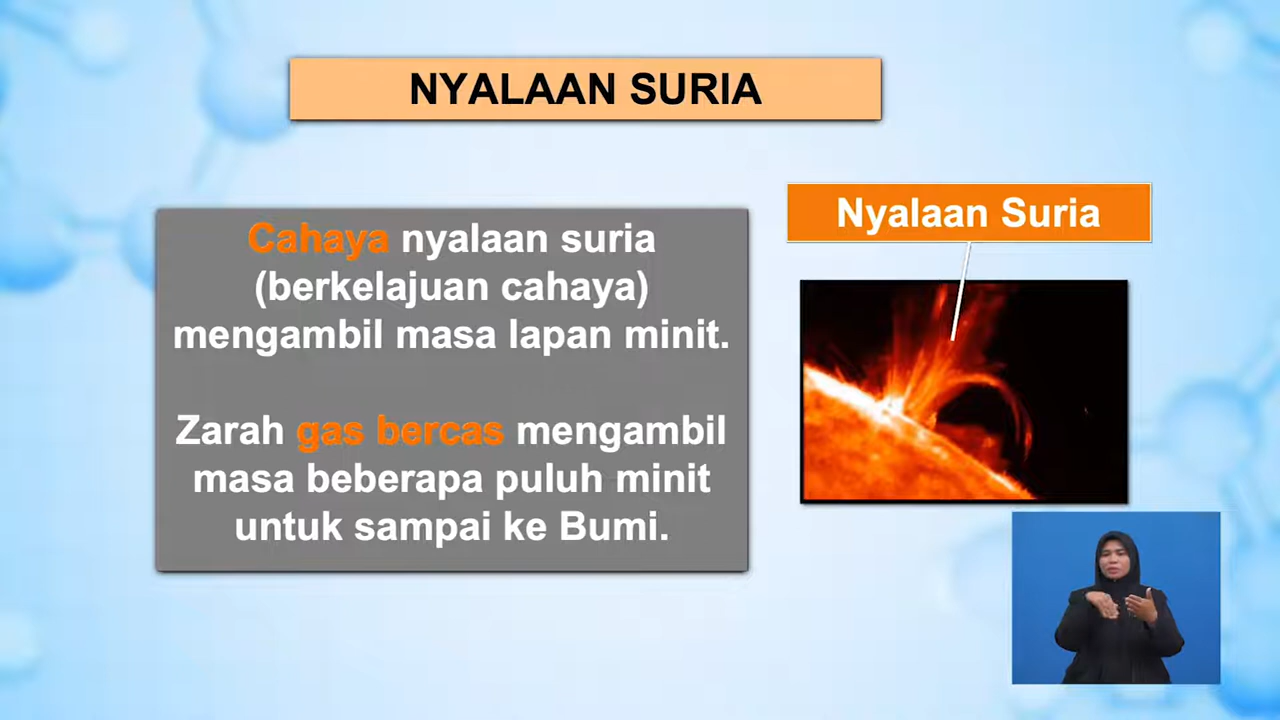 NYALAAN SURIA
Cahaya nyalaan suria
(berkelajuan cahaya)
mengambil masa lapan minit.
Zarah gas bercas mengambil
masa beberapa puluh minit
untuk sampai ke Bumi.
Nyalaan Suria